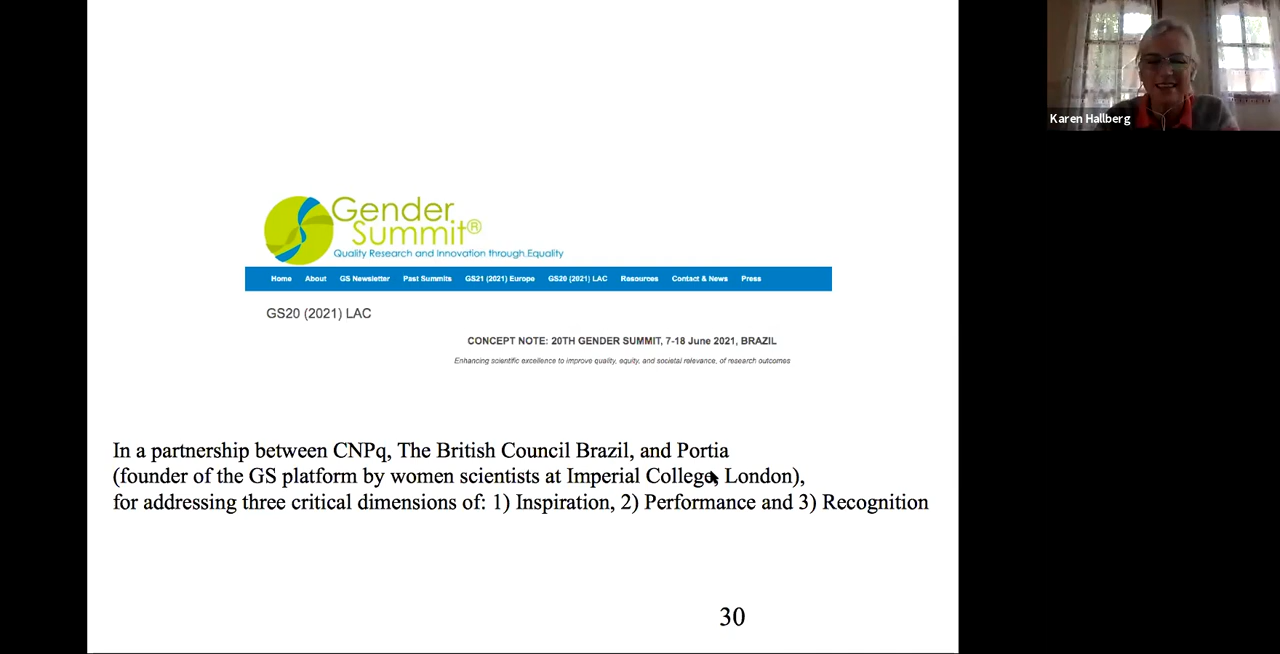 Karen Hallberg
Gender
Summit®
Quality Research and Innovation through Equality
Home About GS Newsletter Past Summits GS21 (2021) Europe GS20 (2021) LAC Resources Contact & News Press
GS20 (2021) LAC
CONCEPT NOTE: 20TH GENDER SUMMIT, 7-18 June 2021, BRAZIL
Enhancing scientific excellence to improve quality, equity, and societal relevance, of research outcomes
In a partnership between CNPq, The British Council Brazil, and Portia
(founder of the GS platform by women scientists at Imperial College, London),
for addressing three critical dimensions of: 1) Inspiration, 2) Performance and 3) Recognition
30